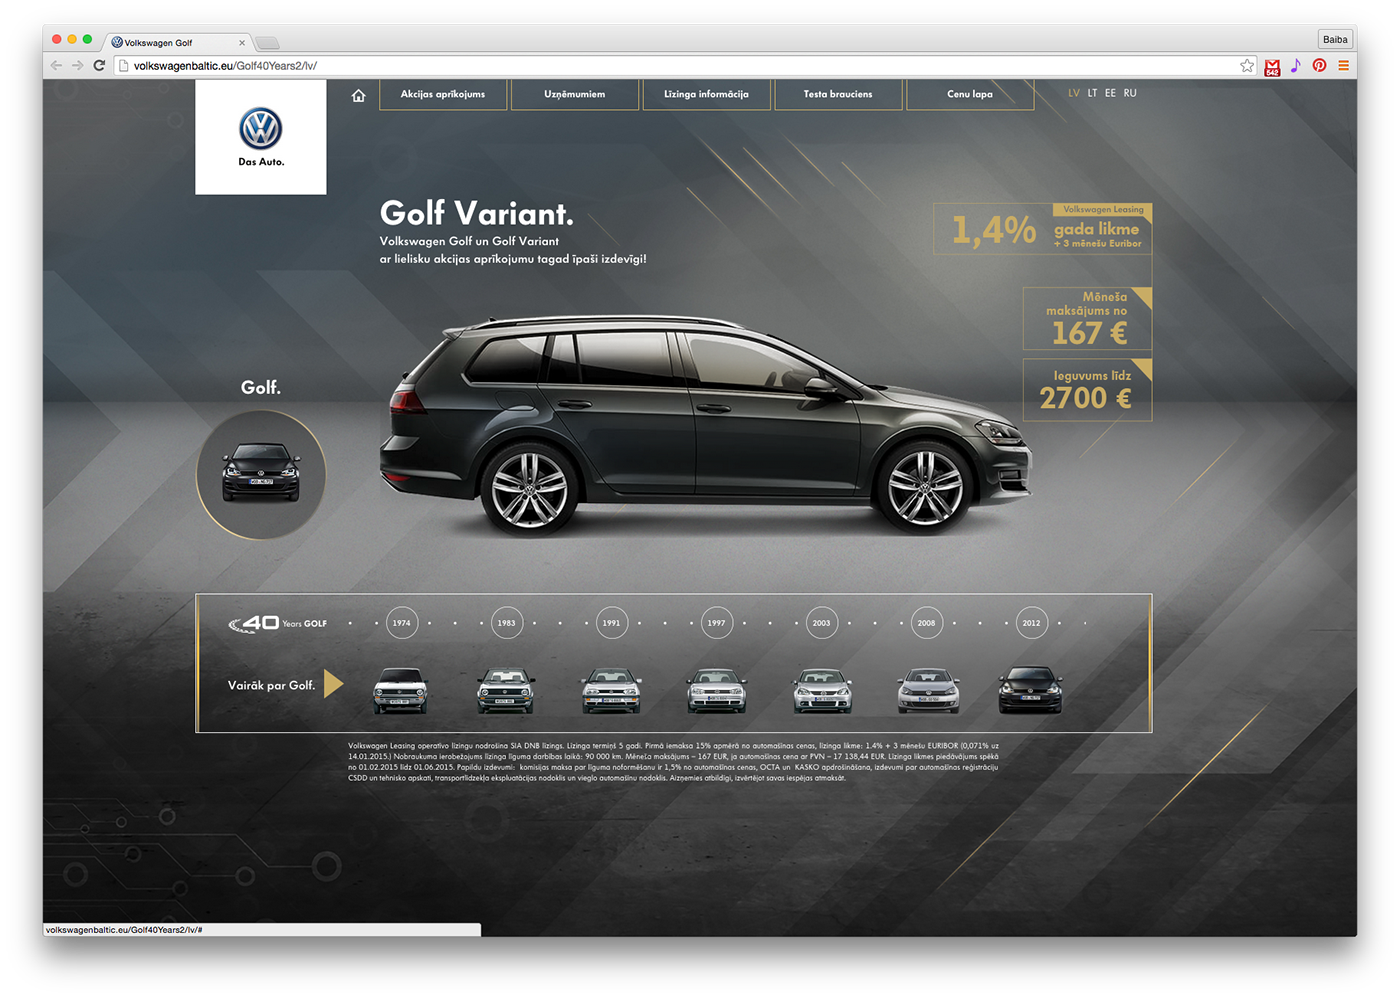 Volkswagen Golf
Baiba
volkswagenbaltic.eu/Golf40Years2/lv/
542
Das Auto.
Akcijas aprīkojums
Uzņēmumiem
Līzinga informācija
Testa brauciens
Cenu lapa
LV LT EE RU
Golf Variant.
Volkswagen Golf un Golf Variant
ar lielisku akcijas aprīkojumu tagad īpaši izdevīgi!
Volkswagen Leasing
1,4% gada likme
+ 3 mēnešu Euribor
Mēneša
maksājums no
167 €
Ieguvums līdz
2700 €
Golf.
40 Years GOLF
1974 1983 1991 1997 2003 2008 2012
Vairāk par Golf.
Volkswagen Leasing operatīvo līzingu nodrošina SIA DNB līzings. Līzinga termiņš 5 gadi. Pirmā iemaksa 15% apmērā no automašīnas cenas, līzinga likme: 1.4% + 3 mēnešu EURIBOR (0,071% uz
14.01.2015.) Nobraukuma ierobežojums līzinga līguma darbības laikā: 90 000 km. Mēneša maksājums – 167 EUR, ja automašīnas cena ar PVN – 17 138,44 EUR. Līzinga likmes piedāvājums spēkā
no 01.02.2015 līdz 01.06.2015. Papildu izdevumi: komisijas maksa par līguma noformēšanu ir 1,5% no automašīnas cenas, OCTA un KASKO apdrošināšana, izdevumi par automašīnas reģistrāciju
CSDD un tehnisko apskati, transportlīdzekļa ekspluatācijas nodoklis un vieglo automašīnu nodoklis. Aizņemies atbildīgi, izvērtējot savas iespējas atmaksāt.
volkswagenbaltic.eu/Golf40Years2/lv/#